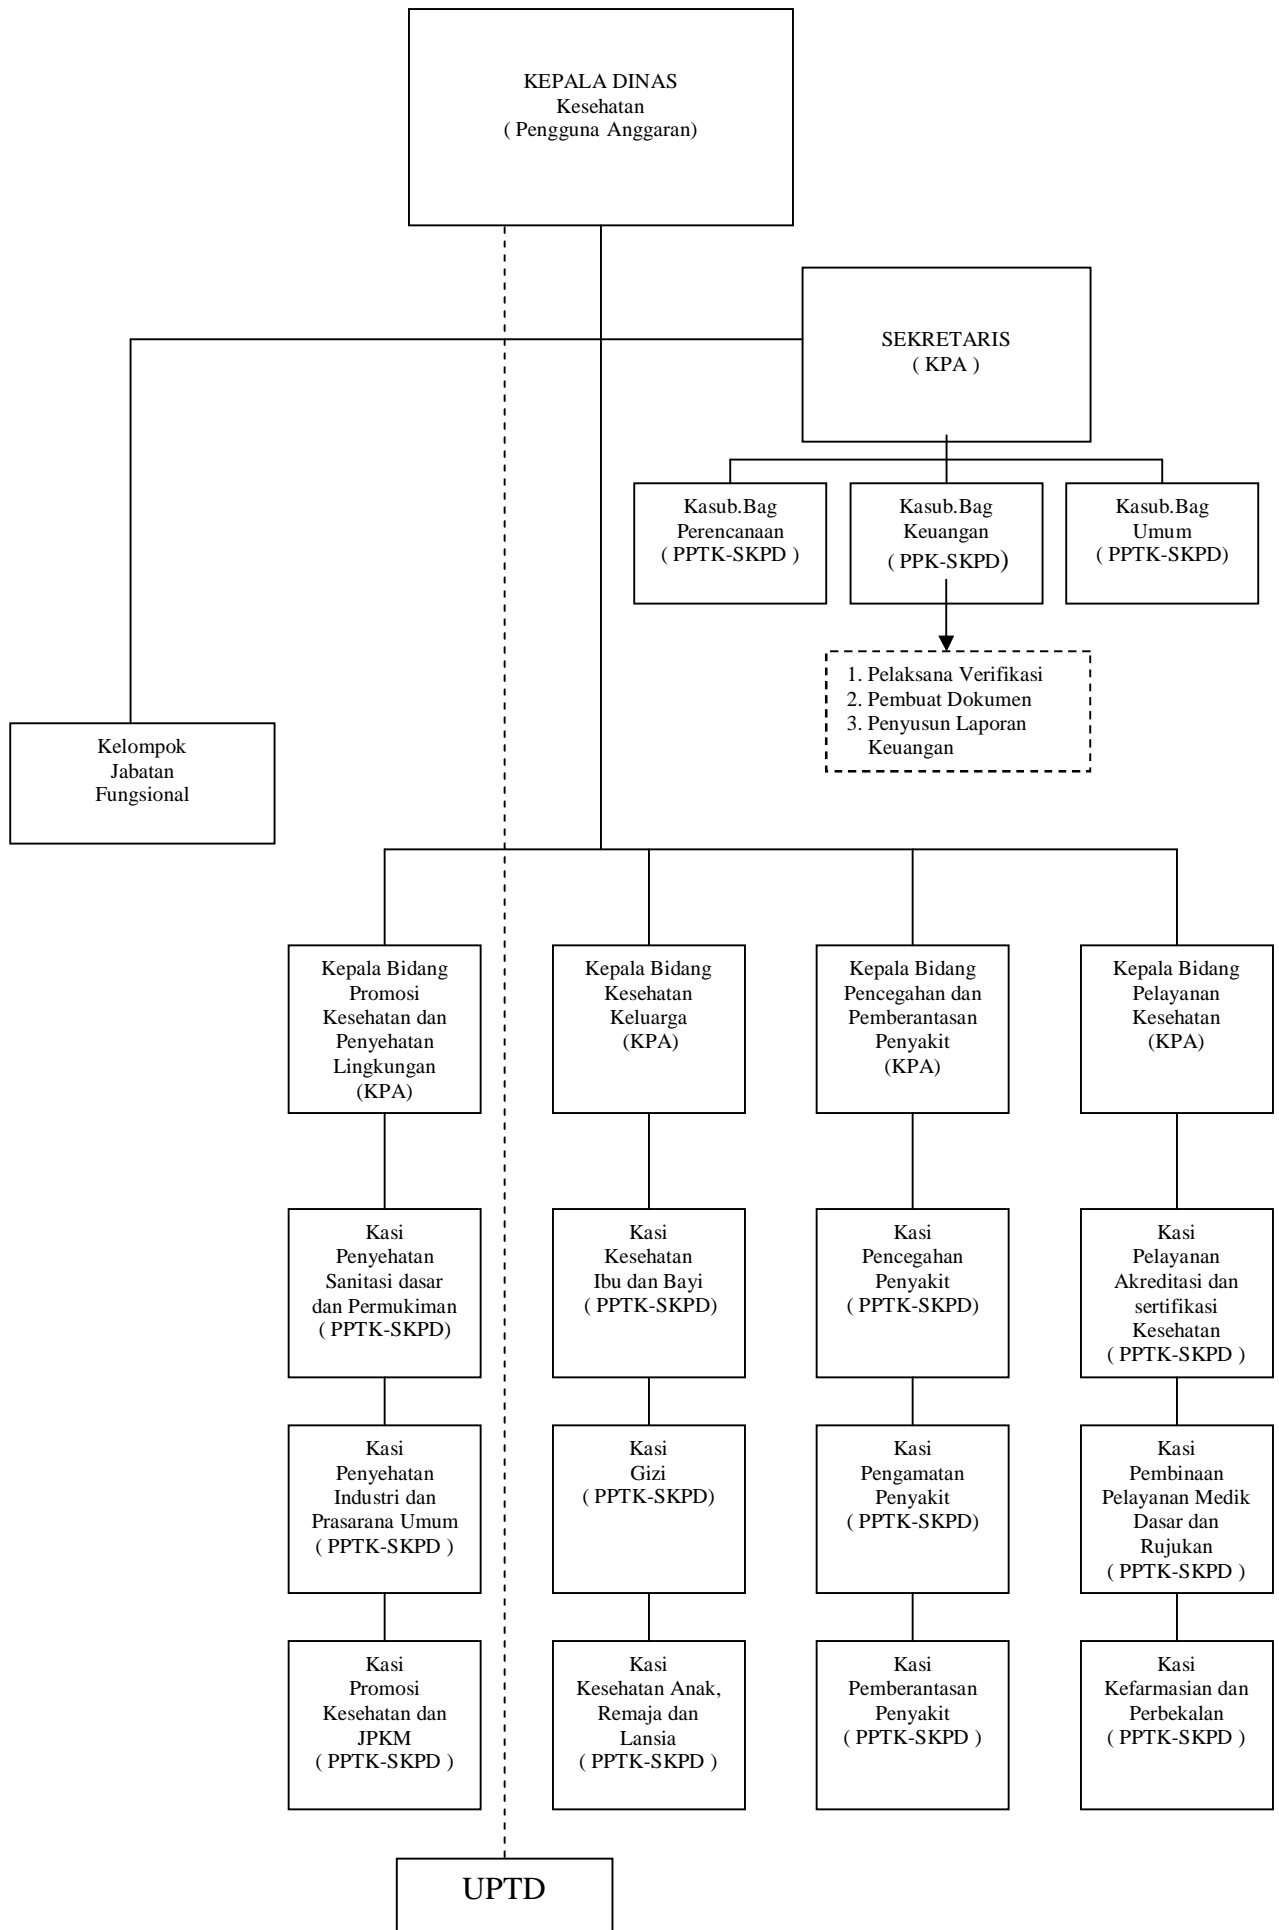 KEPALA DINAS
Kesehatan
( Pengguna Anggaran)
SEKRETARIS
( KPA )
Kasub.Bag
Perencanaan
( PPTK-SKPD )
Kasub.Bag
Keuangan
( PPK-SKPD)
Kasub.Bag
Umum
( PPTK-SKPD)
1. Pelaksana Verifikasi
2. Pembuat Dokumen
3. Penyusun Laporan
Keuangan
Kelompok
Jabatan
Fungsional
Kepala Bidang
Promosi
Kesehatan dan
Penyehatan
Lingkungan
(KPA)
Kepala Bidang
Kesehatan
Keluarga
(KPA)
Kepala Bidang
Pencegahan dan
Pemberantasan
Penyakit
(KPA)
Kepala Bidang
Pelayanan
Kesehatan
(KPA)
Kasi
Penyehatan
Sanitasi dasar
dan Permukiman
( PPTK-SKPD)
Kasi
Kesehatan
Ibu dan Bayi
( PPTK-SKPD)
Kasi
Pencegahan
Penyakit
( PPTK-SKPD)
Kasi
Pelayanan
Akreditasi dan
sertifikasi
Kesehatan
( PPTK-SKPD )
Kasi
Penyehatan
Industri dan
Prasarana Umum
( PPTK-SKPD )
Kasi
Gizi
( PPTK-SKPD)
Kasi
Pengamatan
Penyakit
( PPTK-SKPD)
Kasi
Pembinaan
Pelayanan Medik
Dasar dan
Rujukan
( PPTK-SKPD )
Kasi
Promosi
Kesehatan dan
JPKM
( PPTK-SKPD )
Kasi
Kesehatan Anak,
Remaja dan
Lansia
( PPTK-SKPD )
Kasi
Pemberantasan
Penyakit
( PPTK-SKPD )
Kasi
Kefarmasian dan
Perbekalan
( PPTK-SKPD )
UPTD